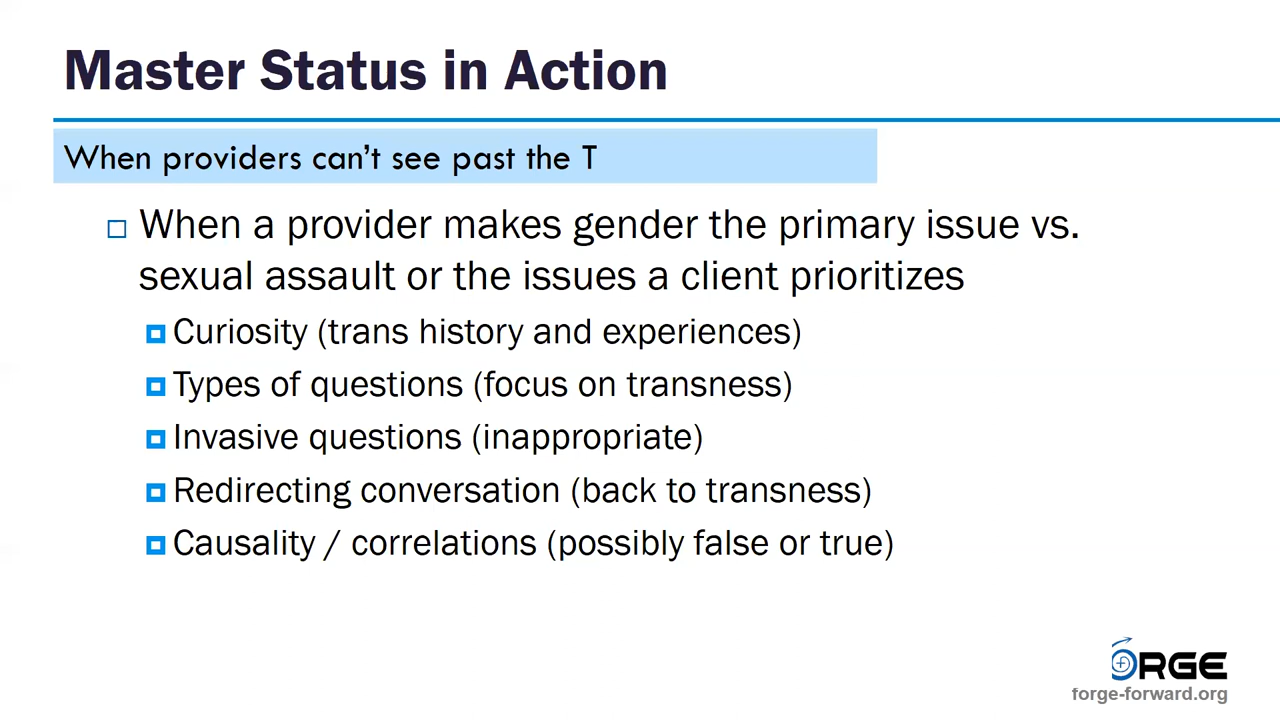 Master Status in Action
When providers can't see past the T
When a provider makes gender the primary issue vs.
sexual assault or the issues a client prioritizes
Curiosity (trans history and experiences)
Types of questions (focus on transness)
Invasive questions (inappropriate)
Redirecting conversation (back to transness)
Causality / correlations (possibly false or true)
FORGE
forge-forward.org